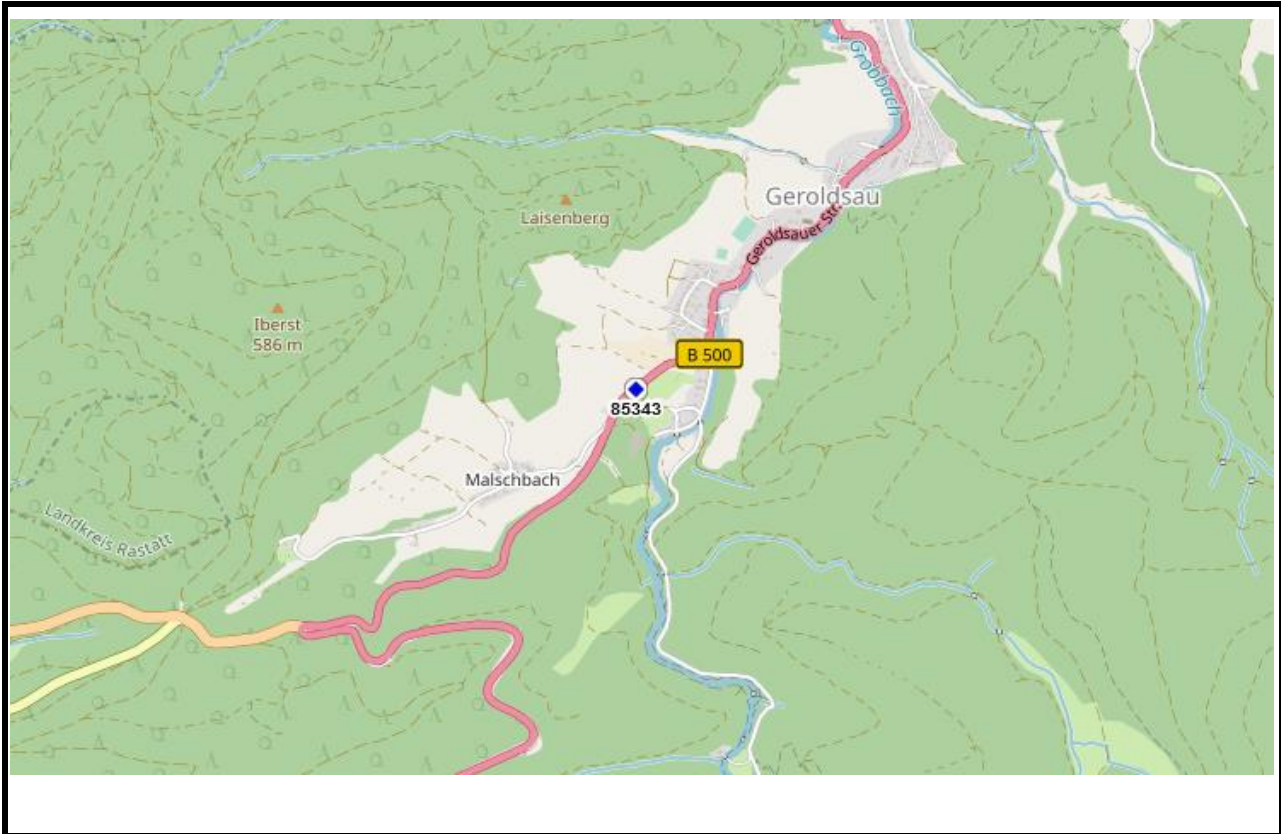 Grobbach
Geroldsau
Laisenberg
Geroldsauer Str.
Iberst
586 m
B 500
85343
Malschbach
Landkreis Rastatt